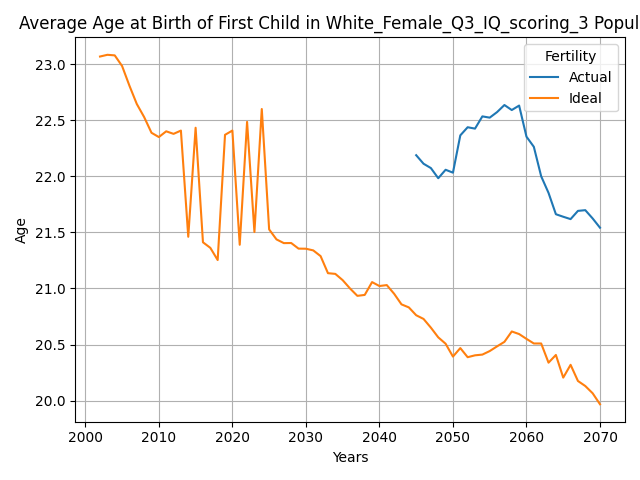 Average Age at Birth of First Child in White_Female_Q3_IQ_scoring_3 Popul
Fertility
Actual
Ideal
23.0
22.5
22.0
21.5
21.0
20.5
20.0
Age
2000 2010 2020 2030 2040 2050 2060 2070
Years